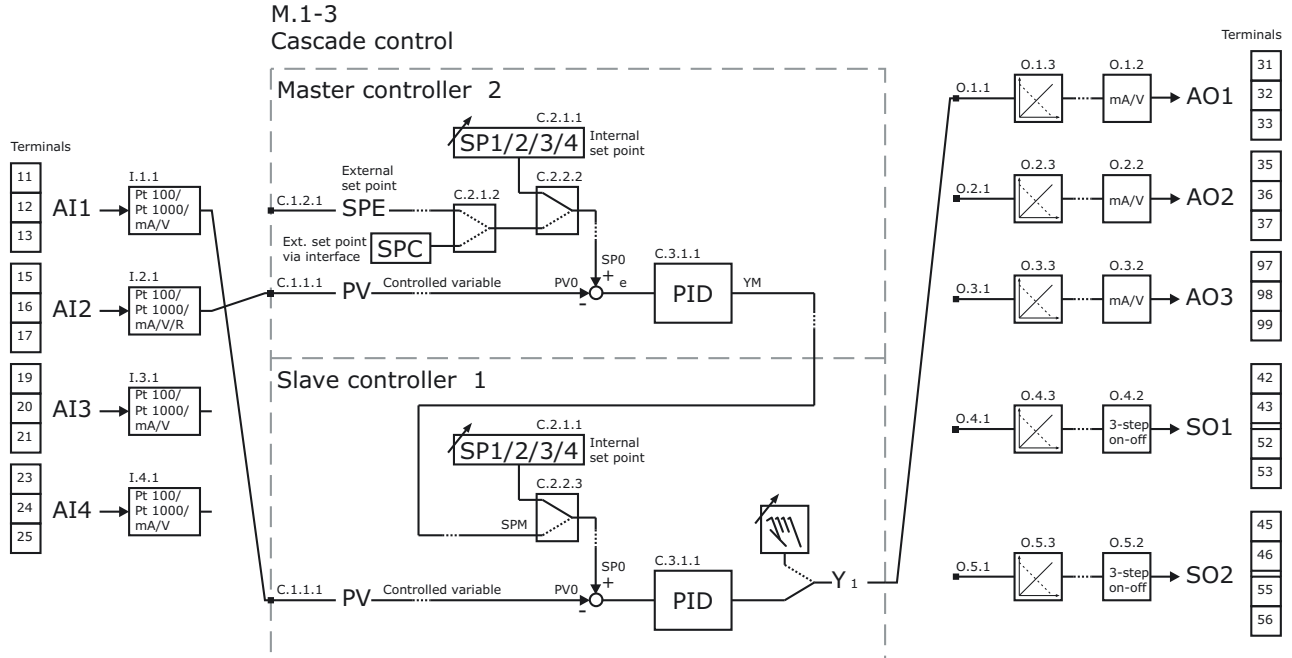 M.1-3
Cascade control
Terminals
11
12
13
AI1
I.1.1
Pt 100/
Pt 1000/
mA/V
15
16
17
AI2
I.2.1
Pt 100/
Pt 1000/
mA/V/R
19
20
21
AI3
I.3.1
Pt 100/
Pt 1000/
mA/V
23
24
25
AI4
I.4.1
Pt 100/
Pt 1000/
mA/V
Master controller 2
C.2.1.1
SP1/2/3/4
Internal
set point
External
set point
C.1.2.1
SPE
C.2.1.2
C.2.2.2
Ext. set point
via interface
SPC
C.1.1.1
PV
Controlled variable
PV0
SP0
+
e
-
C.3.1.1
PID
YM
Slave controller 1
C.2.1.1
SP1/2/3/4
Internal
set point
C.2.2.3
SPM
C.1.1.1
PV
Controlled variable
PV0
SP0
+
-
C.3.1.1
PID
Y 1
Terminals
O.1.1
O.1.3
O.1.2
mA/V
AO1
31
32
33
O.2.1
O.2.3
O.2.2
mA/V
AO2
35
36
37
O.3.1
O.3.3
O.3.2
mA/V
AO3
97
98
99
O.4.1
O.4.3
O.4.2
3-step
on-off
SO1
42
43
52
53
O.5.1
O.5.3
O.5.2
3-step
on-off
SO2
45
46
55
56